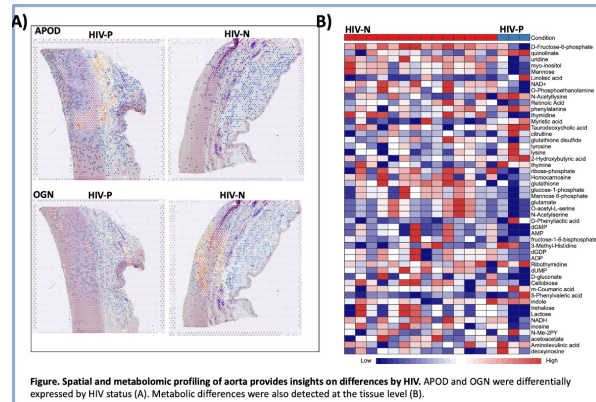 A)
APOD
HIV-P
HIV-N
OGN
HIV-P
HIV-N
B)
HIV-N
HIV-P
Condition
D-Fructose-6-phosphate
quinolinate
uridine
myo-inositol
Mannose
Linoleic acid
NAD+
O-Phosphoethanolamine
N-Acetyllysine
Retinoic Acid
phenylalanine
thymidine
Myristic acid
Taurodeoxycholic acid
citrulline
glutathione disulfide
tyrosine
lysine
2-Hydroxybutyric acid
thymine
ribose-phosphate
Homocarnosine
glutathione
glucose-1-phosphate
Mannose 6-phosphate
glutamate
O-acetyl-L-serine
N-Acetylserine
D-Phenyllactic acid
dGMP
AMP
fructose-1-6-bisphosphate
3-Methyl-Histidine
dGDP
ADP
Ribothymidine
dUMP
D-gluconate
Cellobiose
m-Coumaric acid
5-Phenylvaleric acid
indole
trehalose
Lactose
NADH
inosine
N-Me-2PY
acetoacetate
Aminolevulinic acid
deoxyinosine
Low
High
Figure. Spatial and metabolomic profiling of aorta provides insights on differences by HIV. APOD and OGN were differentially
expressed by HIV status (A). Metabolic differences were also detected at the tissue level (B).